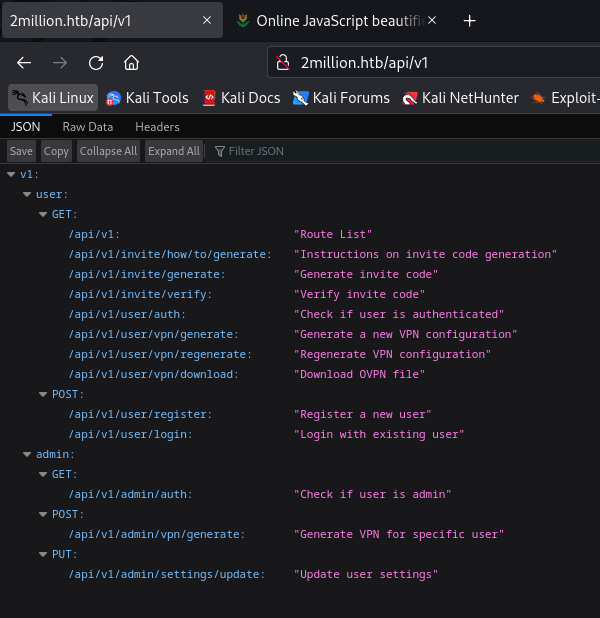 2million.htb/api/v1
Online JavaScript beautifi
2million.htb/api/v1
Kali Linux Kali Tools Kali Docs Kali Forums Kali NetHunter Exploit-
JSON Raw Data Headers
Save Copy Collapse All Expand All Filter JSON
v1:
user:
GET:
/api/v1: "Route List"
/api/v1/invite/how/to/generate: "Instructions on invite code generation"
/api/v1/invite/generate: "Generate invite code"
/api/v1/invite/verify: "Verify invite code"
/api/v1/user/auth: "Check if user is authenticated"
/api/v1/user/vpn/generate: "Generate a new VPN configuration"
/api/v1/user/vpn/regenerate: "Regenerate VPN configuration"
/api/v1/user/vpn/download: "Download OVPN file"
POST:
/api/v1/user/register: "Register a new user"
/api/v1/user/login: "Login with existing user"
admin:
GET:
/api/v1/admin/auth: "Check if user is admin"
POST:
/api/v1/admin/vpn/generate: "Generate VPN for specific user"
PUT:
/api/v1/admin/settings/update: "Update user settings"